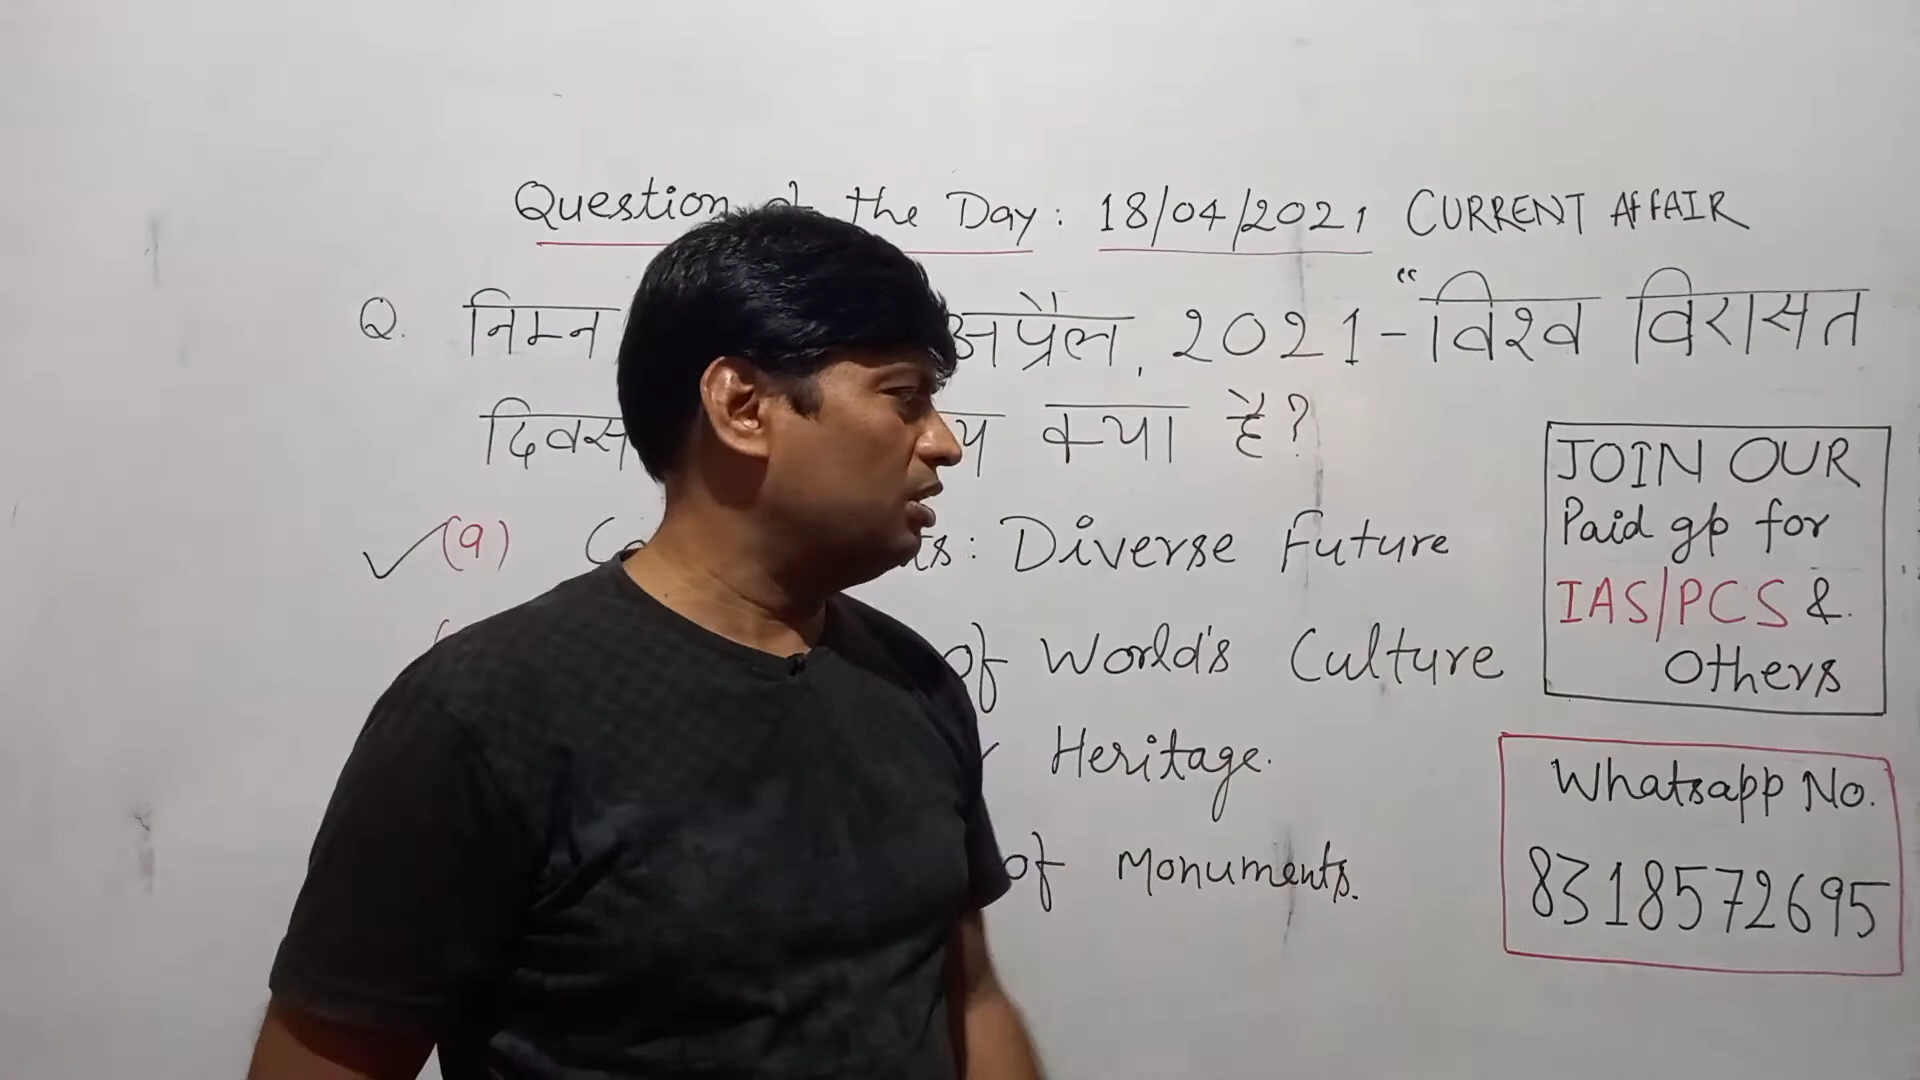 Question of the Day: 18/04/2021 CURRENT AFFAIR
Q. निम्न अप्रैल, 2021 - "विश्व विरासत
दिवस क्या है?
(a) : Diverse Future
of World's Culture
Heritage.
of Monuments.
JOIN OUR
Paid gp for
IAS/PCS &
Others
Whatsapp No.
8318572695